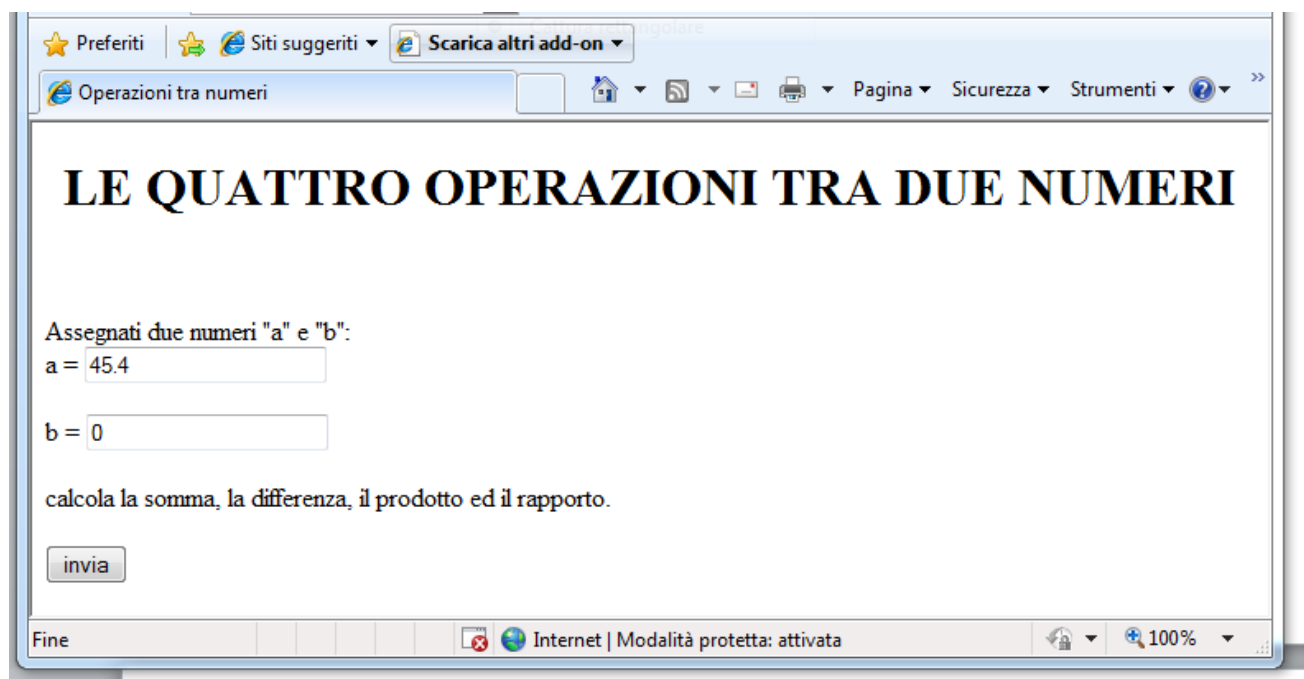 Cattura rettangolare
Preferiti Siti suggeriti Scarica altri add-on
Operazioni tra numeri Pagina Sicurezza Strumenti »
LE QUATTRO OPERAZIONI TRA DUE NUMERI
Assegnati due numeri "a" e "b":
a = 45.4
b = 0
calcola la somma, la differenza, il prodotto ed il rapporto.
invia
Fine Internet | Modalità protetta: attivata 100%